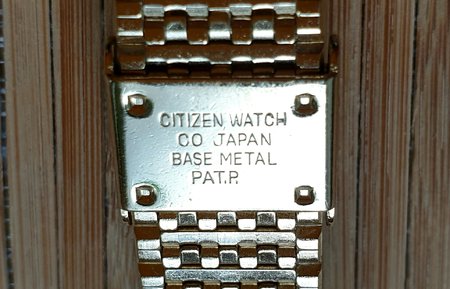 CITIZEN WATCH
CO JAPAN
BASE METAL
PAT.P.